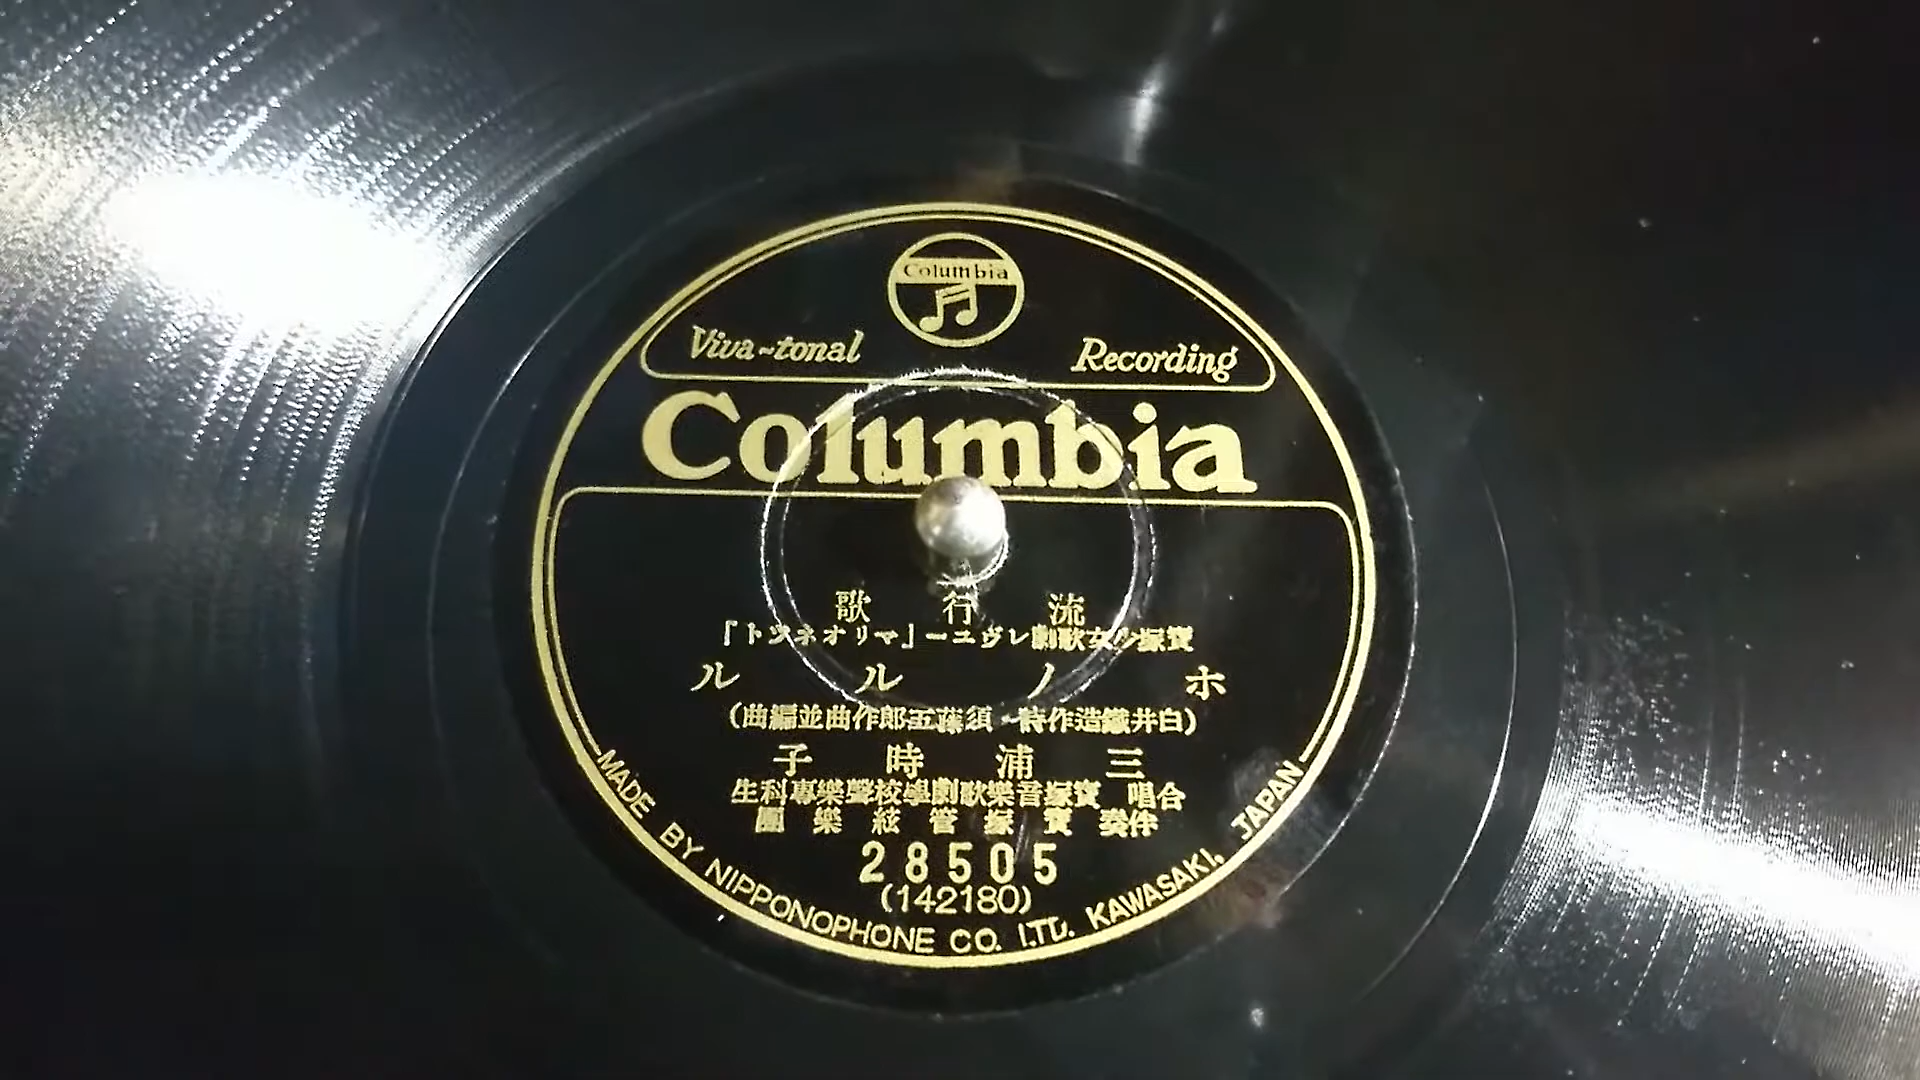 Columbia
Viva-tonal Recording
Columbia
流行歌
寶塚少女歌劇レヴユー『マリオネツト』
ホノルル
(白井鐵造作詩・須藤五郎作曲並編曲)
三浦時子
合唱 寶塚音樂歌劇學校聲樂專科生
伴奏 寶塚管絃樂團
28505
(142180)
MADE BY NIPPONOPHONE CO. LTD. KAWASAKI, JAPAN